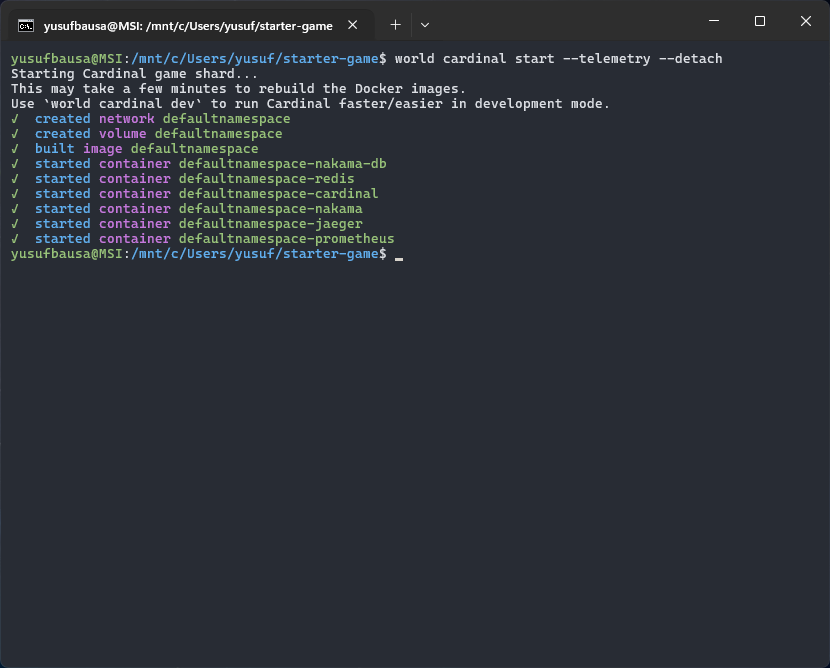 yusufbausa@MSI: /mnt/c/Users/yusuf/starter-game
yusufbausa@MSI:/mnt/c/Users/yusuf/starter-game$ world cardinal start --telemetry --detach
Starting Cardinal game shard...
This may take a few minutes to rebuild the Docker images.
Use `world cardinal dev` to run Cardinal faster/easier in development mode.
✓ created network defaultnamespace
✓ created volume defaultnamespace
✓ built image defaultnamespace
✓ started container defaultnamespace-nakama-db
✓ started container defaultnamespace-redis
✓ started container defaultnamespace-cardinal
✓ started container defaultnamespace-nakama
✓ started container defaultnamespace-jaeger
✓ started container defaultnamespace-prometheus
yusufbausa@MSI:/mnt/c/Users/yusuf/starter-game$